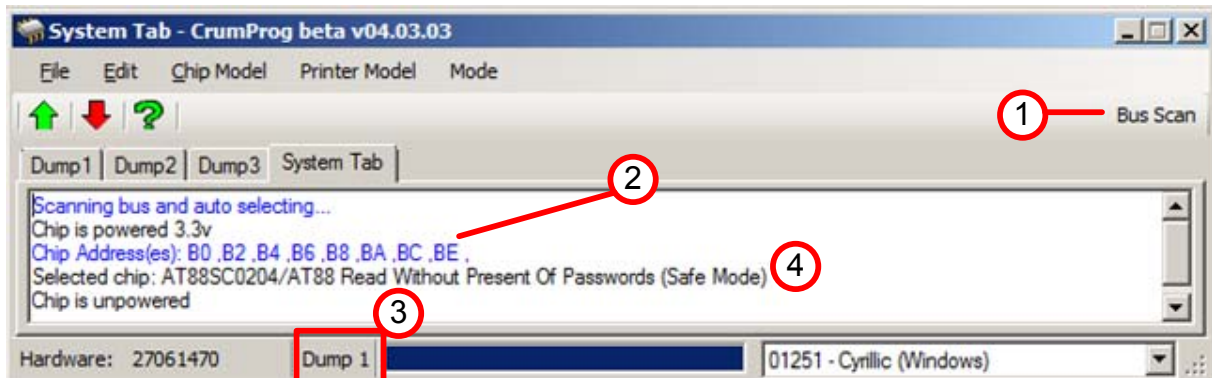 System Tab - CrumProg beta v04.03.03
File Edit Chip Model Printer Model Mode
1 Bus Scan
Dump1 Dump2 Dump3 System Tab
2
Scanning bus and auto selecting...
Chip is powered 3.3v
Chip Address(es): B0 ,B2 ,B4 ,B6 ,B8 ,BA ,BC ,BE ,
Selected chip: AT88SC0204/AT88 Read Without Present Of Passwords (Safe Mode) 4
Chip is unpowered
3
Hardware: 27061470 Dump 1 01251 - Cyrillic (Windows)